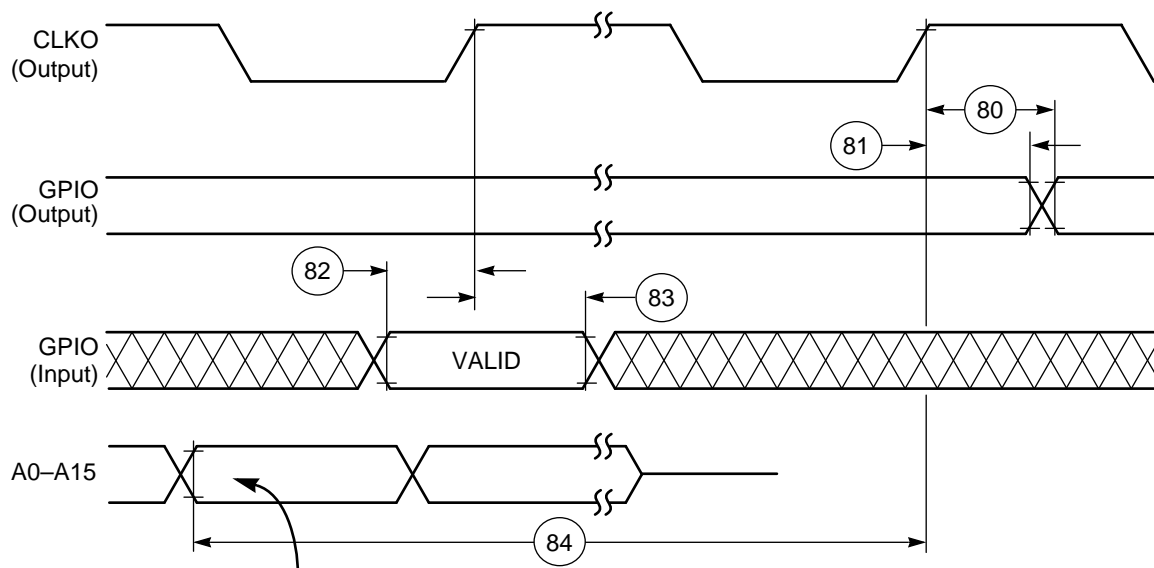 CLKO
(Output)
80
81
GPIO
(Output)
82
83
GPIO
(Input)
VALID
A0–A15
84